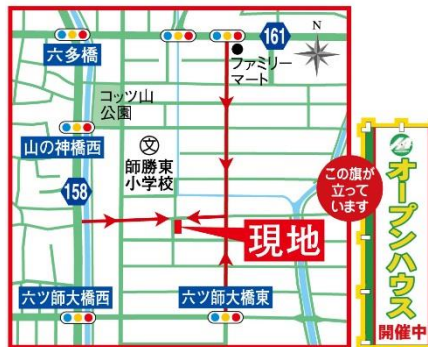 六多橋
161
N
ファミリー
マート
コッツ山
公園
山の神橋西
文
師勝東
小学校
158
現地
六ツ師大橋西
六ツ師大橋東
この旗が
立って
います
オープンハウス
開催中